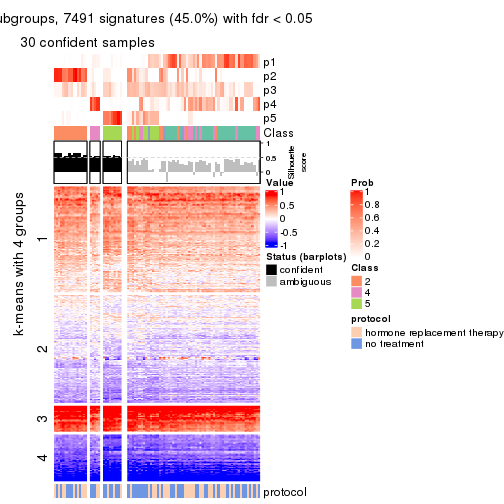 ubgroups, 7491 signatures (45.0%) with fdr < 0.05
30 confident samples
p1
p2
p3
p4
p5
Class
1
0.5
0
Silhouette
score
k-means with 4 groups
1
2
3
4
protocol
Value
1
0.5
0
-0.5
-1
Status (barplots)
confident
ambiguous
Prob
1
0.8
0.6
0.4
0.2
0
Class
2
4
5
protocol
hormone replacement therapy
no treatment